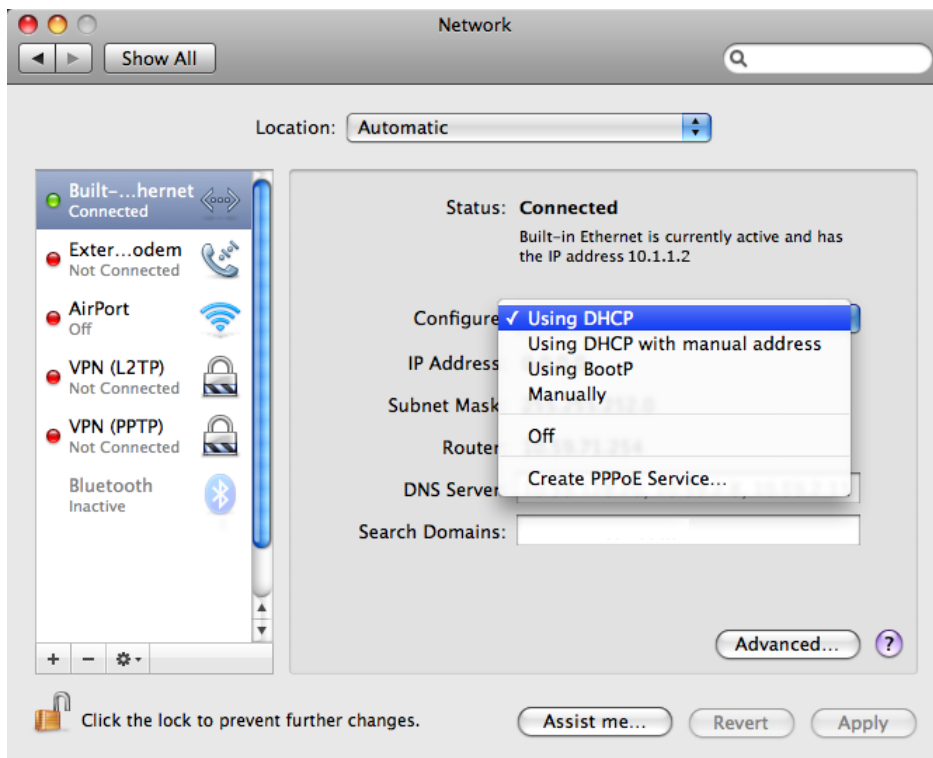 Network
Show All
Location: Automatic
Built-...hernet
Connected
Exter...odem
Not Connected
AirPort
Off
VPN (L2TP)
Not Connected
VPN (PPTP)
Not Connected
Bluetooth
Inactive
Status: Connected
Built-in Ethernet is currently active and has
the IP address 10.1.1.2
Configure ✓ Using DHCP
Using DHCP with manual address
IP Address
Using BootP
Manually
Subnet Mask
Off
Router
Create PPPoE Service...
DNS Server
Search Domains:
Advanced... ?
Click the lock to prevent further changes.
Assist me... Revert Apply